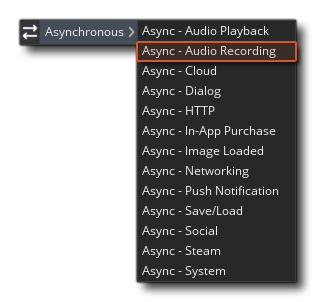 Asynchronous
Async - Audio Playback
Async - Audio Recording
Async - Cloud
Async - Dialog
Async - HTTP
Async - In-App Purchase
Async - Image Loaded
Async - Networking
Async - Push Notification
Async - Save/Load
Async - Social
Async - Steam
Async - System